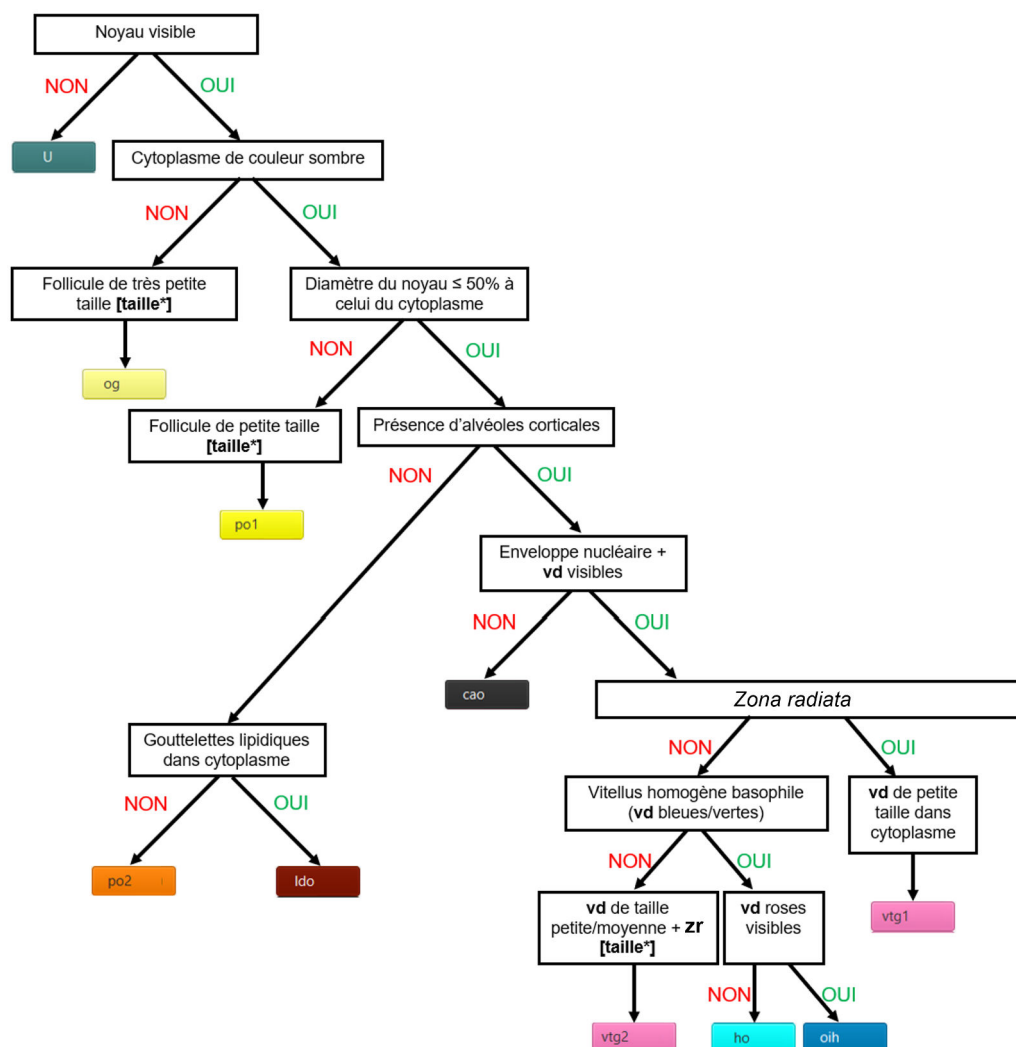 Noyau visible
NON
OUI
U
Cytoplasme de couleur sombre
NON
OUI
Follicule de très petite
taille [taille*]
Diamètre du noyau ≤ 50% à
celui du cytoplasme
og
NON
OUI
Follicule de petite taille
[taille*]
Présence d'alvéoles corticales
po1
NON
OUI
Enveloppe nucléaire +
vd visibles
NON
OUI
cao
Zona radiata
Gouttelettes lipidiques
dans cytoplasme
NON
OUI
NON
OUI
Vitellus homogène basophile
(vd bleues/vertes)
vd de petite
taille dans
cytoplasme
po2
ldo
NON
OUI
vd de taille
petite/moyenne + zr
[taille*]
vd roses
visibles
vtg1
NON
OUI
vtg2
ho
oih